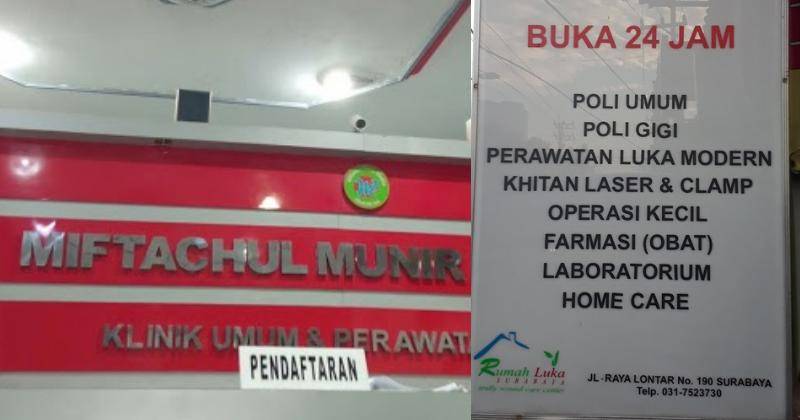 MIFTACHUL MUNIR
KLINIK UMUM & PERAWATA
PENDAFTARAN
BUKA 24 JAM
POLI UMUM
POLI GIGI
PERAWATAN LUKA MODERN
KHITAN LASER & CLAMP
OPERASI KECIL
FARMASI (OBAT)
LABORATORIUM
HOME CARE
Rumah Luka
SURABAYA
JL - RAYA LONTAR No. 190 SURABAYA
Telp. 031-7523730